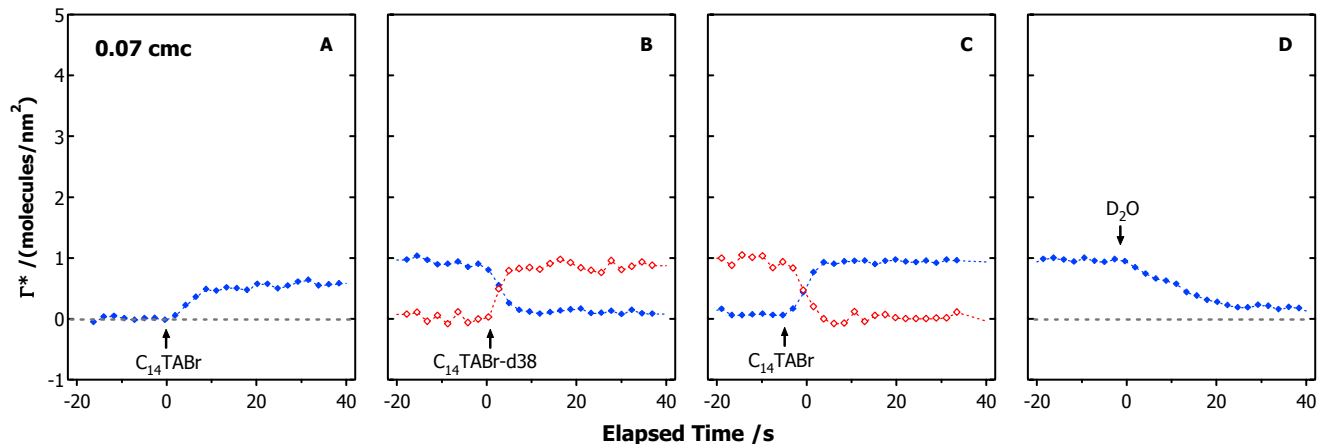 0.07 cmc
A
B
C
D
Γ* /(molecules/nm²)
5
4
3
2
1
0
-1
C₁₄TABr
C₁₄TABr-d38
C₁₄TABr
D₂O
-20 0 20 40
-20 0 20 40
-20 0 20 40
-20 0 20 40
Elapsed Time /s